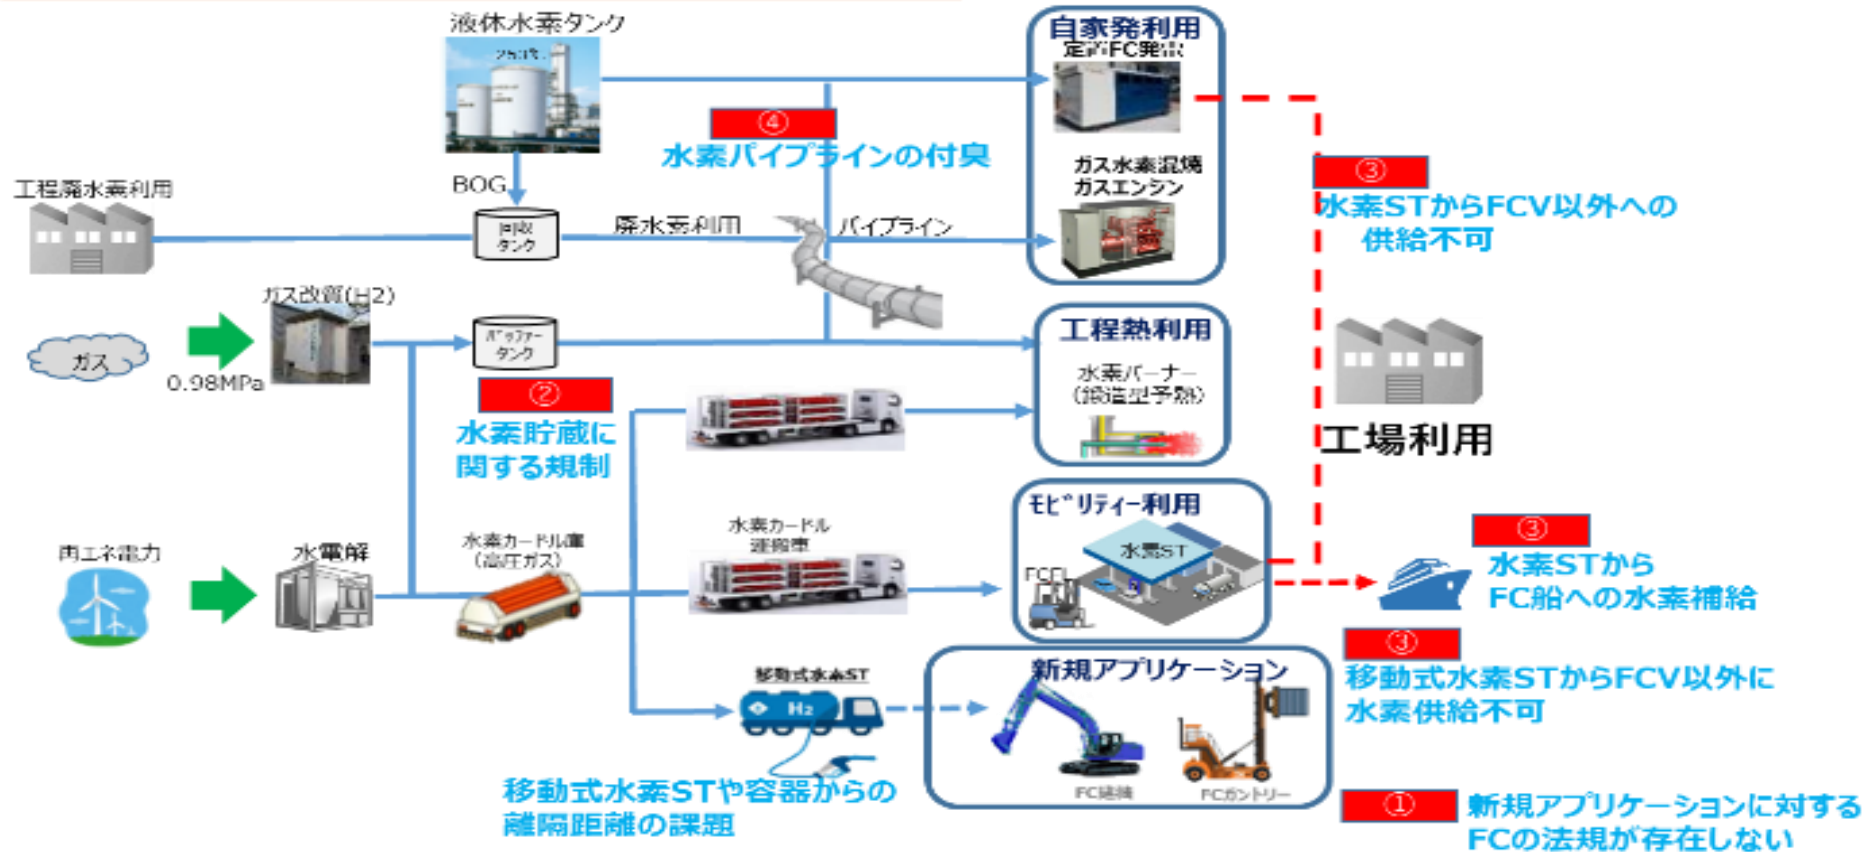 液体水素タンク
自家発利用
定置FC発電
④
水素パイプラインの付臭
ガス水素混焼
ガスエンジン
③
水素STからFCV以外への
供給不可
BOG
工程廃水素利用
回収
タンク
廃水素利用
パイプライン
ガス改質(H2)
ガス
0.98MPa
バッファー
タンク
②
水素貯蔵に
関する規制
工程熱利用
水素バーナー
(鍛造型予熱)
工場利用
再エネ電力
水電解
水素カードル庫
(高圧ガス)
水素カードル
運搬車
モビリティー利用
水素ST
③
水素STから
FC船への水素補給
③
移動式水素STからFCV以外に
水素供給不可
移動式水素ST
H₂
新規アプリケーション
FC建機
FCガントリー
移動式水素STや容器からの
離隔距離の課題
① 新規アプリケーションに対する
FCの法規が存在しない